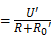 = U' / (R + R₀')